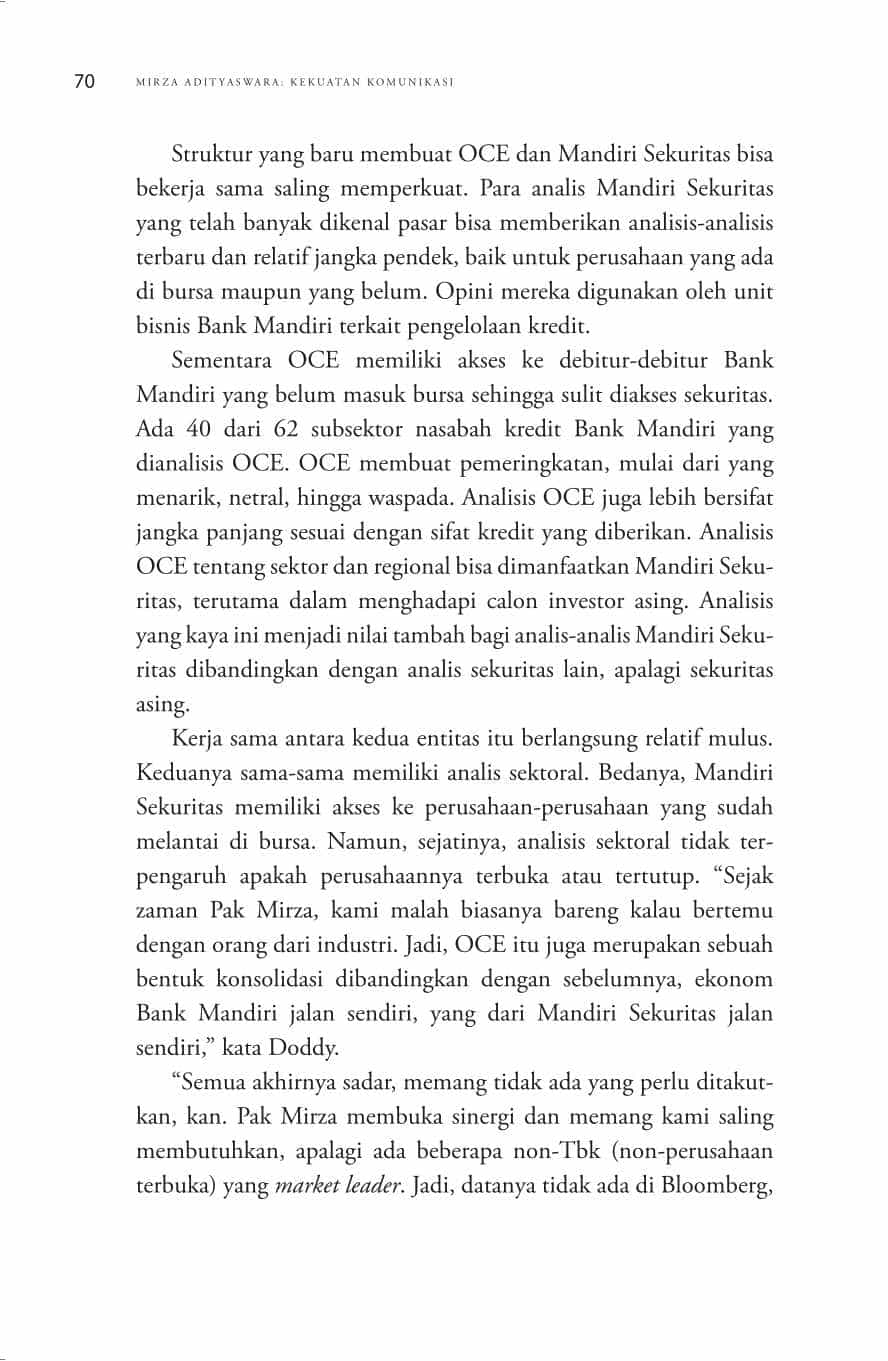 70 MIRZA ADITYASWARA: KEKUATAN KOMUNIKASI
Struktur yang baru membuat OCE dan Mandiri Sekuritas bisa
bekerja sama saling memperkuat. Para analis Mandiri Sekuritas
yang telah banyak dikenal pasar bisa memberikan analisis-analisis
terbaru dan relatif jangka pendek, baik untuk perusahaan yang ada
di bursa maupun yang belum. Opini mereka digunakan oleh unit
bisnis Bank Mandiri terkait pengelolaan kredit.
Sementara OCE memiliki akses ke debitur-debitur Bank
Mandiri yang belum masuk bursa sehingga sulit diakses sekuritas.
Ada 40 dari 62 subsektor nasabah kredit Bank Mandiri yang
dianalisis OCE. OCE membuat pemeringkatan, mulai dari yang
menarik, netral, hingga waspada. Analisis OCE juga lebih bersifat
jangka panjang sesuai dengan sifat kredit yang diberikan. Analisis
OCE tentang sektor dan regional bisa dimanfaatkan Mandiri Seku-
ritas, terutama dalam menghadapi calon investor asing. Analisis
yang kaya ini menjadi nilai tambah bagi analis-analis Mandiri Seku-
ritas dibandingkan dengan analis sekuritas lain, apalagi sekuritas
asing.
Kerja sama antara kedua entitas itu berlangsung relatif mulus.
Keduanya sama-sama memiliki analis sektoral. Bedanya, Mandiri
Sekuritas memiliki akses ke perusahaan-perusahaan yang sudah
melantai di bursa. Namun, sejatinya, analisis sektoral tidak ter-
pengaruh apakah perusahaannya terbuka atau tertutup. “Sejak
zaman Pak Mirza, kami malah biasanya bareng kalau bertemu
dengan orang dari industri. Jadi, OCE itu juga merupakan sebuah
bentuk konsolidasi dibandingkan dengan sebelumnya, ekonom
Bank Mandiri jalan sendiri, yang dari Mandiri Sekuritas jalan
sendiri,” kata Doddy.
“Semua akhirnya sadar, memang tidak ada yang perlu ditakut-
kan, kan. Pak Mirza membuka sinergi dan memang kami saling
membutuhkan, apalagi ada beberapa non-Tbk (non-perusahaan
terbuka) yang market leader. Jadi, datanya tidak ada di Bloomberg,